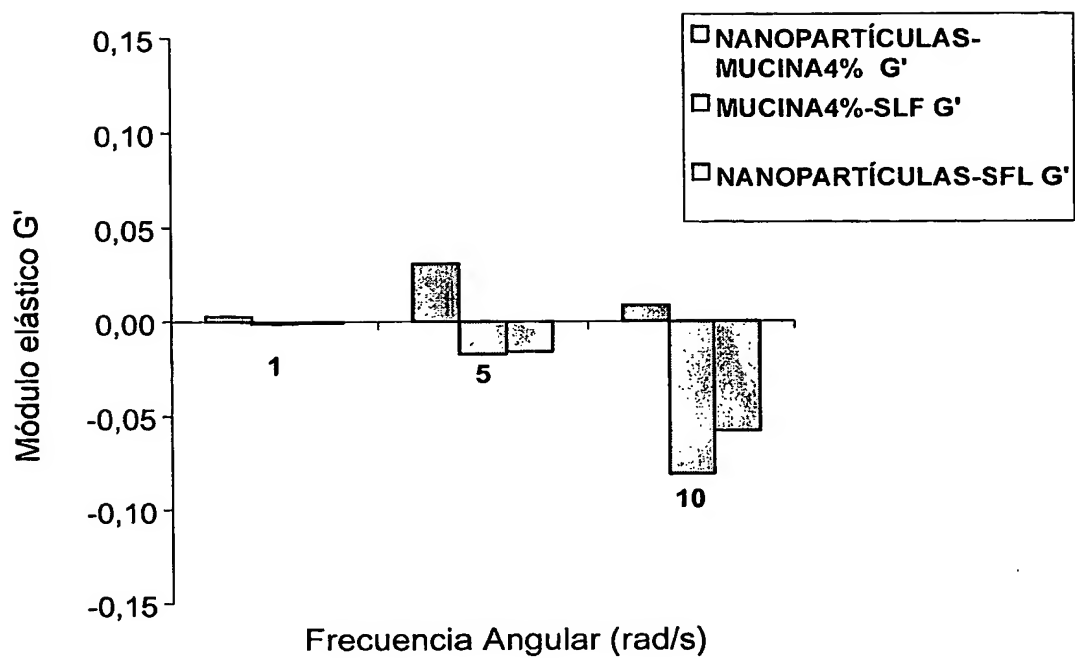 0,15
0,10
0,05
0,00
-0,05
-0,10
-0,15
Módulo elástico G'
1
5
10
Frecuencia Angular (rad/s)
NANOPARTÍCULAS-
MUCINA4% G'
MUCINA4%-SLF G'
NANOPARTÍCULAS-SFL G'